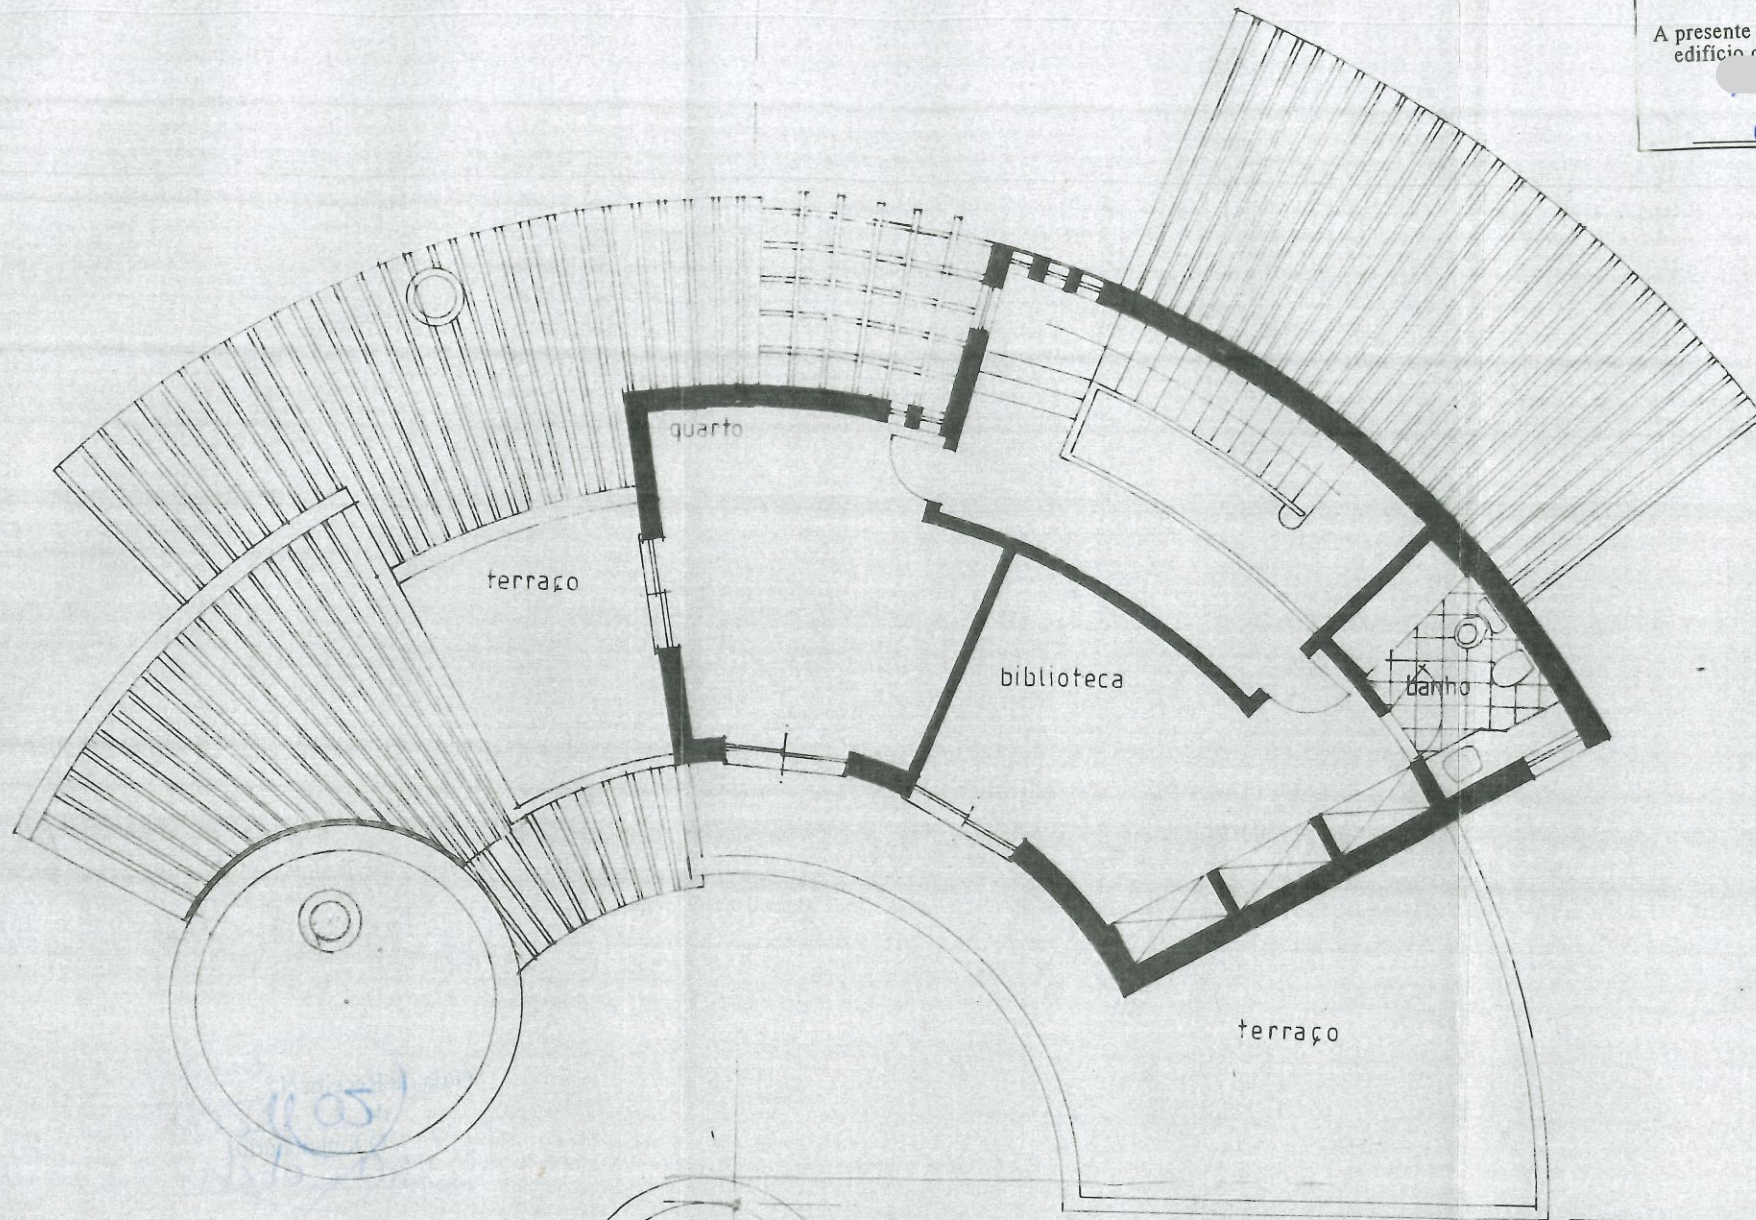 A presente
edifício
quarto
terraço
biblioteca
banho
terraço